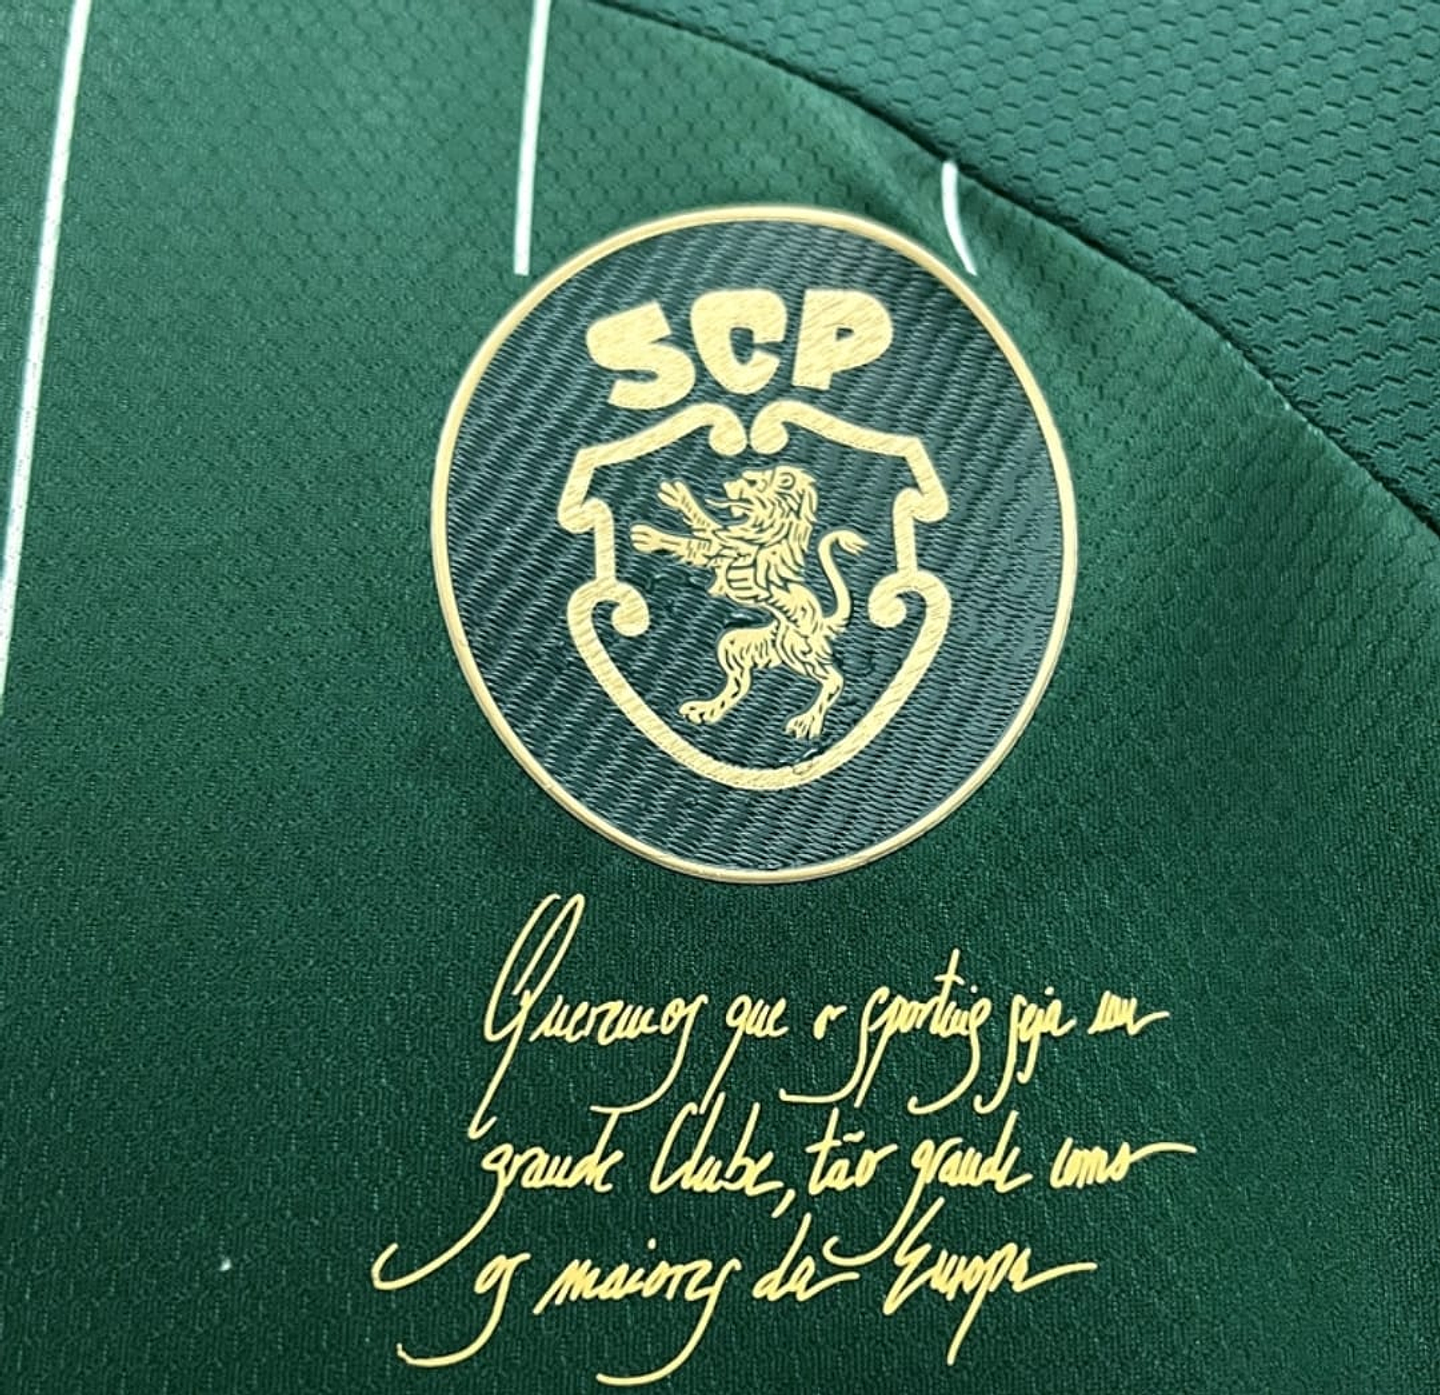 SCP
Queremos que o Sporting seja um
grande Clube, tão grande como
os maiores da Europa